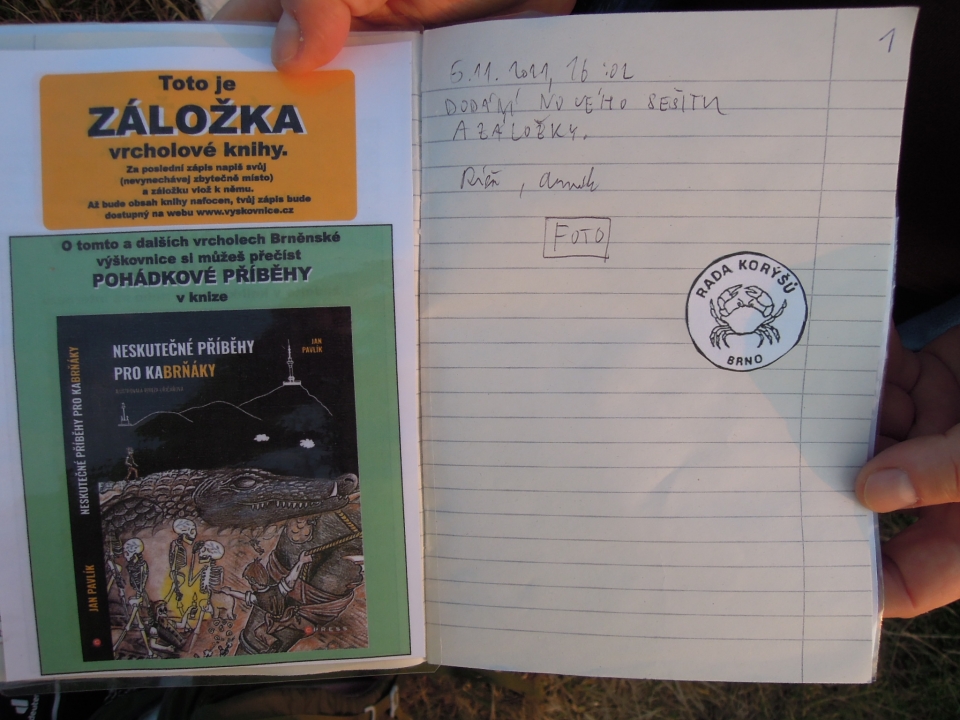 Toto je
ZÁLOŽKA
vrcholové knihy.
Za poslední zápis napiš svůj
(nevynechávej zbytečně místo)
a záložku vlož k němu.
Až bude obsah knihy nafocen, tvůj zápis bude
dostupný na webu www.vyskovnice.cz
O tomto a dalších vrcholech Brněnské
výškovnice si můžeš přečíst
POHÁDKOVÉ PŘÍBĚHY
v knize
NESKUTEČNÉ PŘÍBĚHY
PRO KABRŇÁKY
JAN
PAVLÍK
NESKUTEČNÉ PŘÍBĚHY PRO KABRŇÁKY
JAN PAVLÍK
PRESS
1
6.11.2021, 16:02
DODÁNÍ NOVÉHO SEŠITU
A ZÁLOŽKY.
FOTO
RADA KORÝŠŮ
BRNO